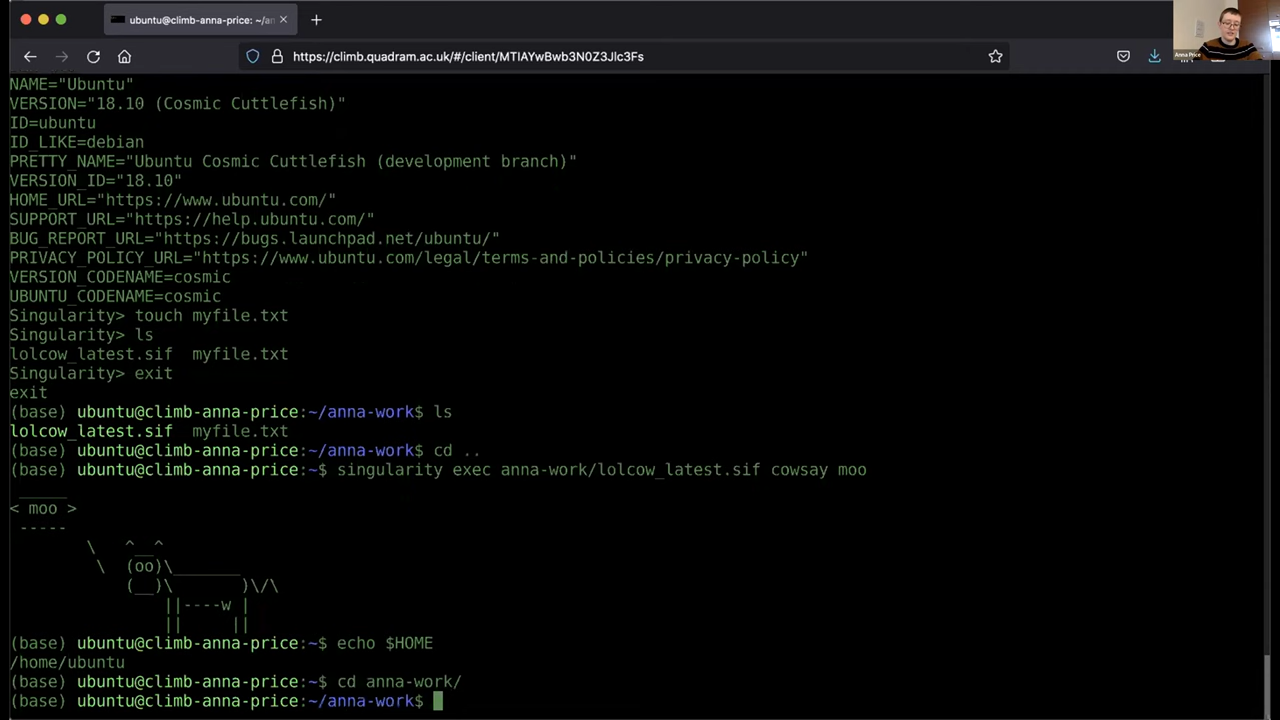 ubuntu@climb-anna-price: ~/an
https://climb.quadram.ac.uk/#/client/MTIAYwBwb3N0Z3Jlc3Fs
Anna Price
NAME="Ubuntu"
VERSION="18.10 (Cosmic Cuttlefish)"
ID=ubuntu
ID_LIKE=debian
PRETTY_NAME="Ubuntu Cosmic Cuttlefish (development branch)"
VERSION_ID="18.10"
HOME_URL="https://www.ubuntu.com/"
SUPPORT_URL="https://help.ubuntu.com/"
BUG_REPORT_URL="https://bugs.launchpad.net/ubuntu/"
PRIVACY_POLICY_URL="https://www.ubuntu.com/legal/terms-and-policies/privacy-policy"
VERSION_CODENAME=cosmic
UBUNTU_CODENAME=cosmic
Singularity> touch myfile.txt
Singularity> ls
lolcow_latest.sif  myfile.txt
Singularity> exit
exit
(base) ubuntu@climb-anna-price:~/anna-work$ ls
lolcow_latest.sif  myfile.txt
(base) ubuntu@climb-anna-price:~/anna-work$ cd ..
(base) ubuntu@climb-anna-price:~$ singularity exec anna-work/lolcow_latest.sif cowsay moo
 _____
< moo >
 -----
        \   ^__^
         \  (oo)\_______
            (__)\       )\/\
                ||----w |
                ||     ||
(base) ubuntu@climb-anna-price:~$ echo $HOME
/home/ubuntu
(base) ubuntu@climb-anna-price:~$ cd anna-work/
(base) ubuntu@climb-anna-price:~/anna-work$